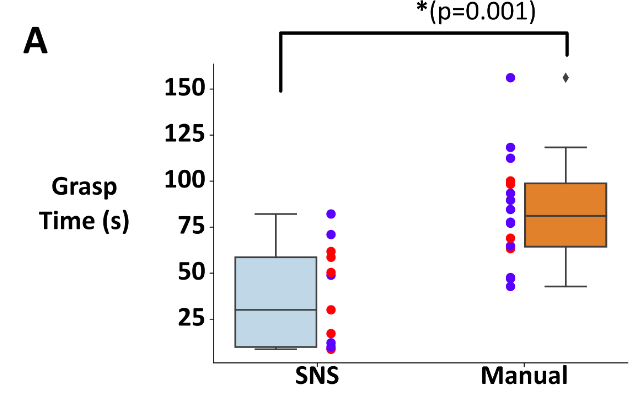 A
*(p=0.001)
Grasp
Time (s)
150
125
100
75
50
25
SNS
Manual